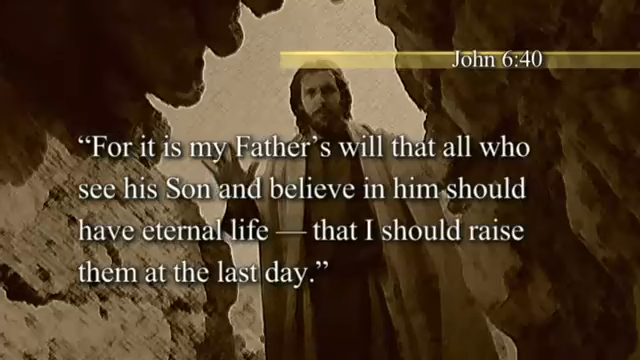 John 6:40
“For it is my Father’s will that all who
see his Son and believe in him should
have eternal life — that I should raise
them at the last day.”